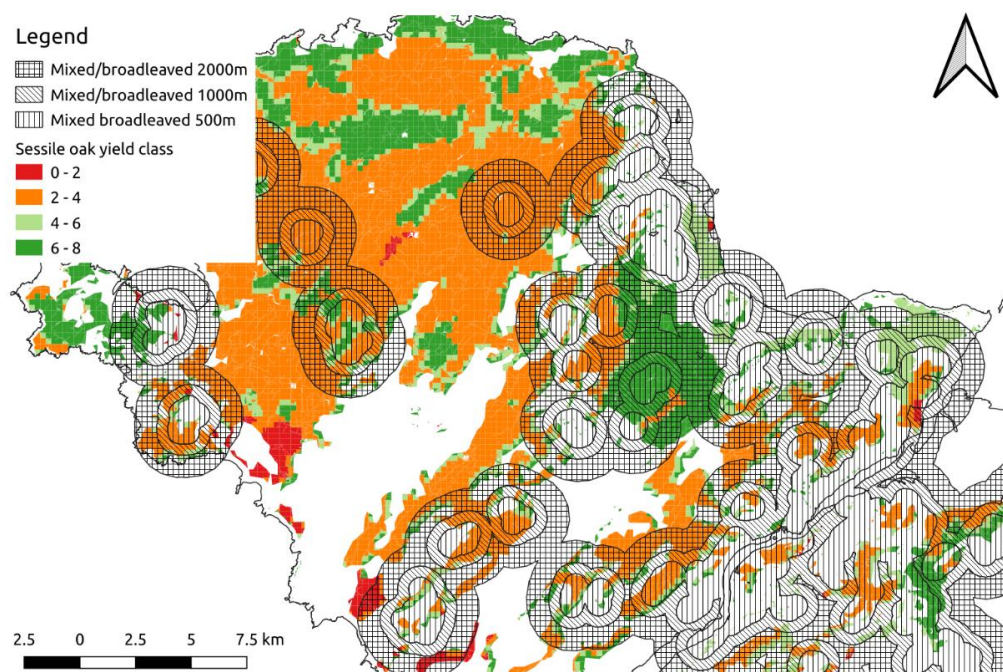 Legend
Mixed/broadleaved 2000m
Mixed/broadleaved 1000m
Mixed broadleaved 500m
Sessile oak yield class
0 - 2
2 - 4
4 - 6
6 - 8
2.5 0 2.5 5 7.5 km